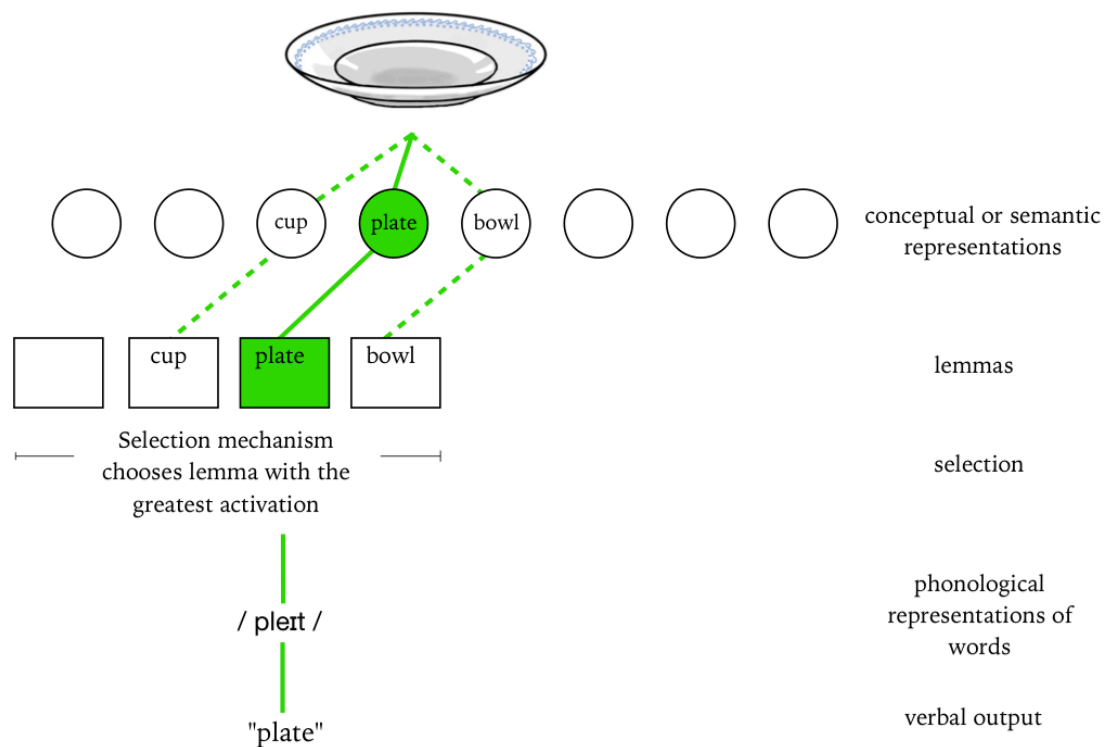 cup
plate
bowl
conceptual or semantic
representations
cup
plate
bowl
lemmas
Selection mechanism
chooses lemma with the
greatest activation
selection
/ pleɪt /
phonological
representations of
words
"plate"
verbal output